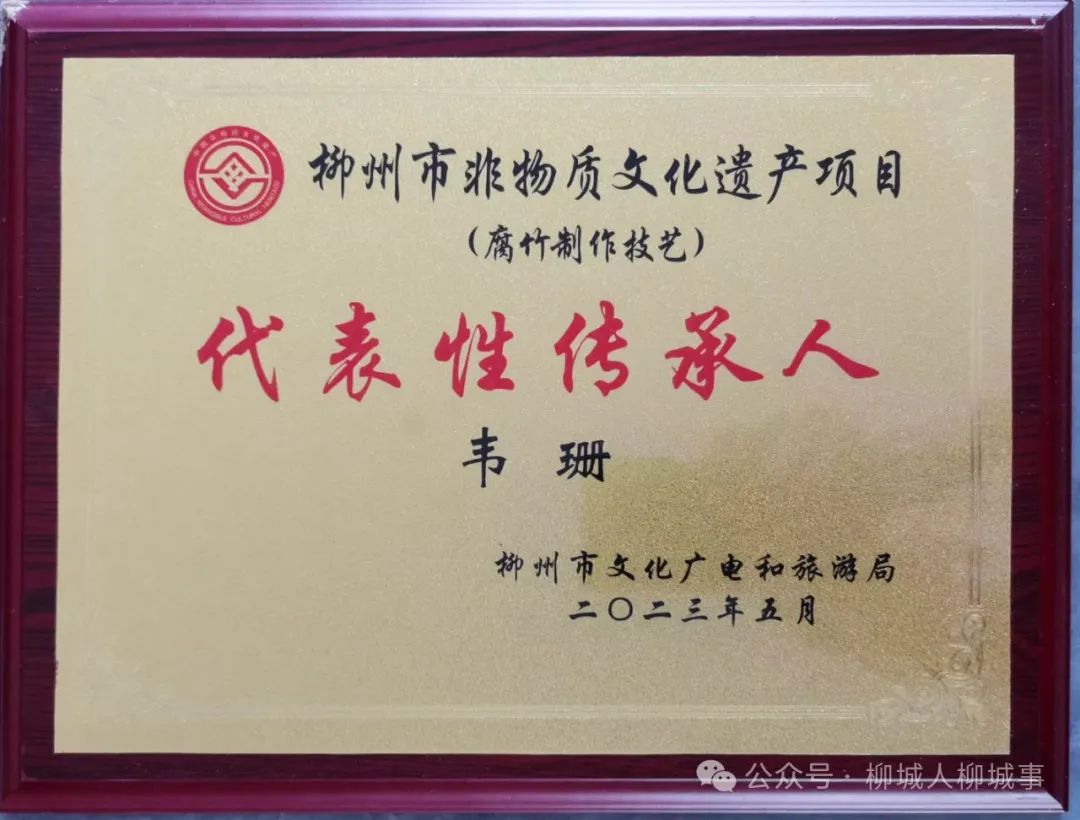 柳州市非物质文化遗产项目
（腐竹制作技艺）
代表性传承人
韦 珊
柳州市文化广电和旅游局
二〇二三年五月
公众号·柳城人柳城事